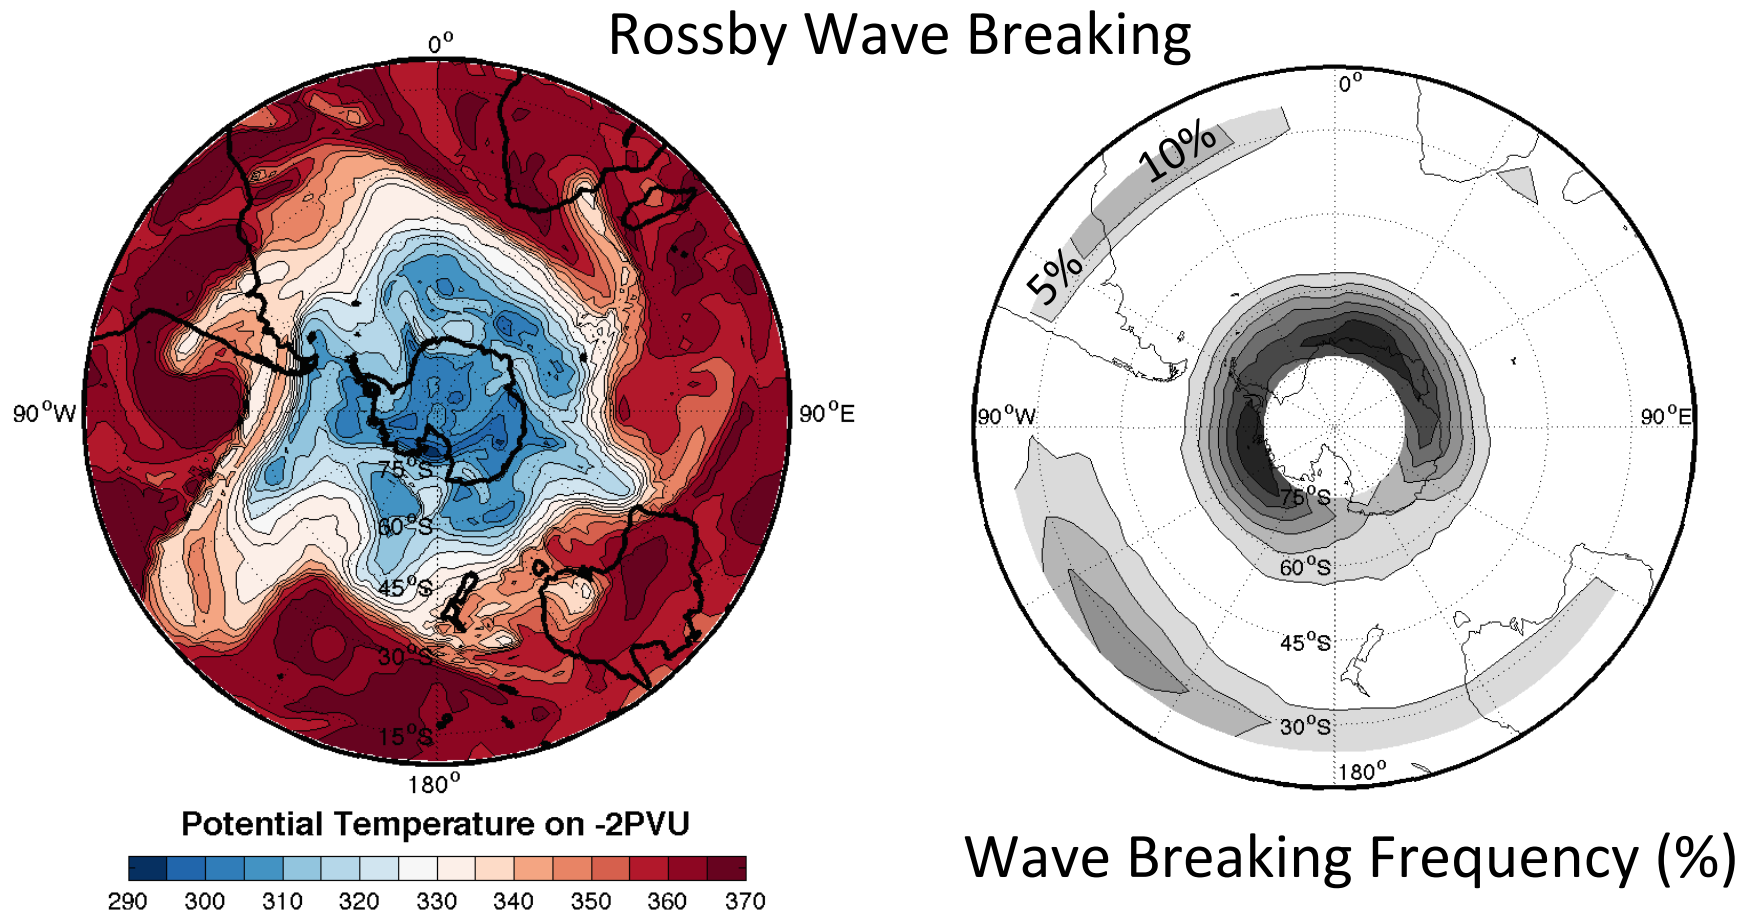 Rossby Wave Breaking
0°
90°W
90°E
75°S
60°S
45°S
30°S
15°S
180°
Potential Temperature on -2PVU
290 300 310 320 330 340 350 360 370
0°
10%
5%
90°W
90°E
75°S
60°S
45°S
30°S
180°
Wave Breaking Frequency (%)